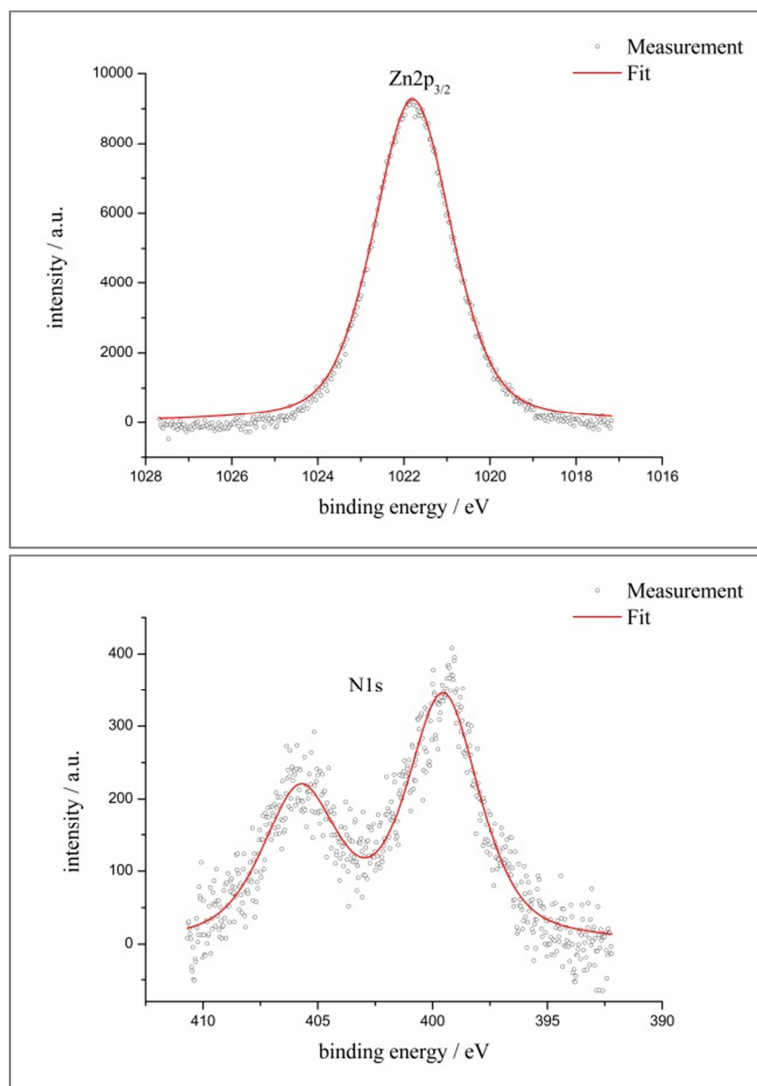 Measurement
Fit
Zn2p3/2
10000
8000
6000
4000
2000
0
intensity / a.u.
1028 1026 1024 1022 1020 1018 1016
binding energy / eV
Measurement
Fit
N1s
400
300
200
100
0
intensity / a.u.
410 405 400 395 390
binding energy / eV